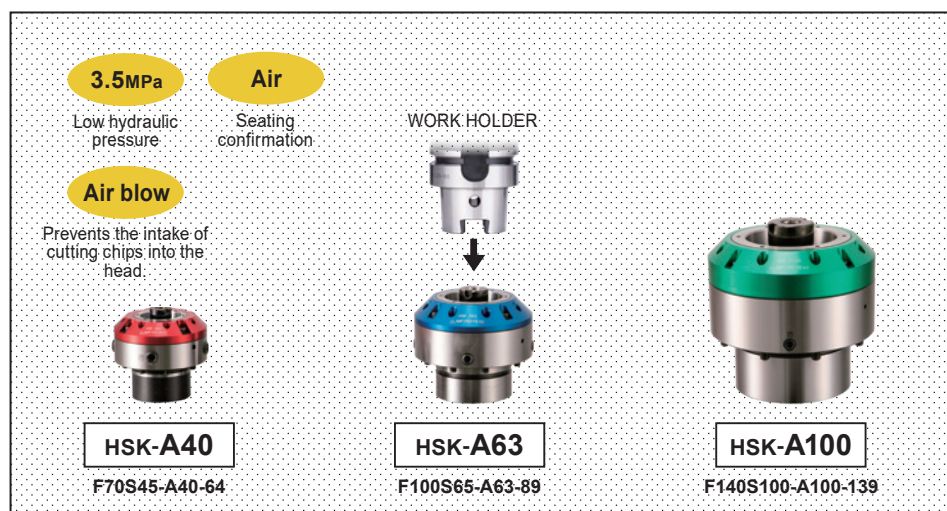 3.5MPa
Low hydraulic
pressure
Air
Seating
confirmation
Air blow
Prevents the intake of
cutting chips into the
head.
WORK HOLDER
HSK-A40
F70S45-A40-64
HSK-A63
F100S65-A63-89
HSK-A100
F140S100-A100-139